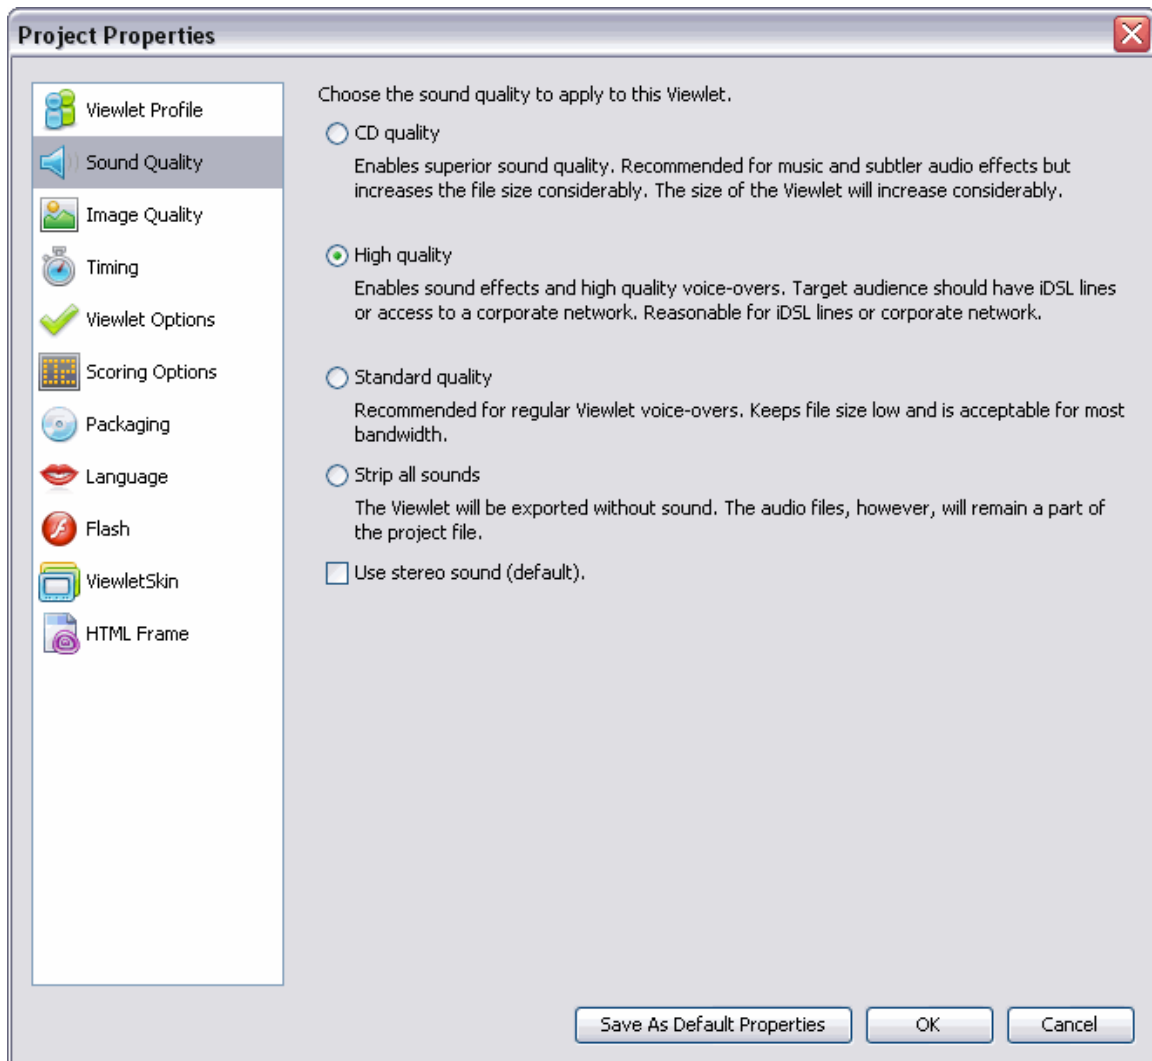 Project Properties
Viewlet Profile
Sound Quality
Image Quality
Timing
Viewlet Options
Scoring Options
Packaging
Language
Flash
ViewletSkin
HTML Frame
Choose the sound quality to apply to this Viewlet.
CD quality
Enables superior sound quality. Recommended for music and subtler audio effects but
increases the file size considerably. The size of the Viewlet will increase considerably.
High quality
Enables sound effects and high quality voice-overs. Target audience should have iDSL lines
or access to a corporate network. Reasonable for iDSL lines or corporate network.
Standard quality
Recommended for regular Viewlet voice-overs. Keeps file size low and is acceptable for most
bandwidth.
Strip all sounds
The Viewlet will be exported without sound. The audio files, however, will remain a part of
the project file.
Use stereo sound (default).
Save As Default Properties
OK
Cancel